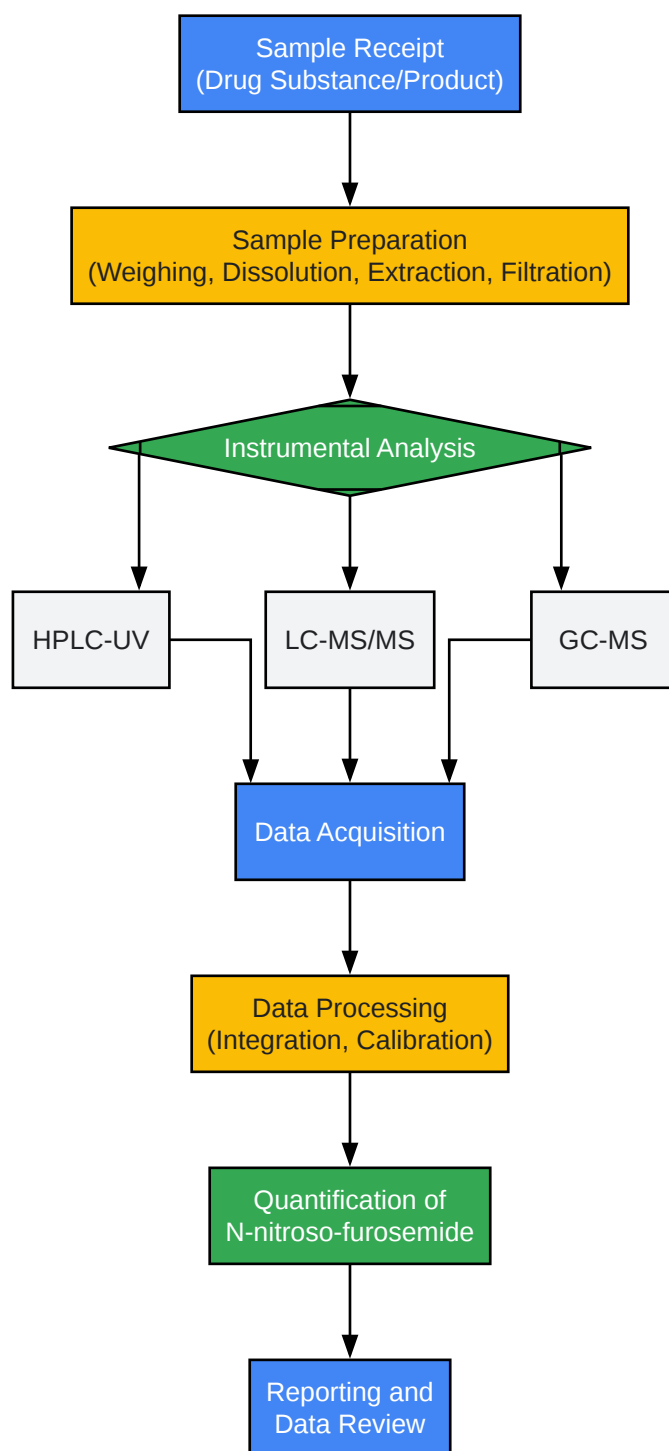 Sample Receipt
(Drug Substance/Product)
Sample Preparation
(Weighing, Dissolution, Extraction, Filtration)
Instrumental Analysis
HPLC-UV
LC-MS/MS
GC-MS
Data Acquisition
Data Processing
(Integration, Calibration)
Quantification of
N-nitroso-furosemide
Reporting and
Data Review